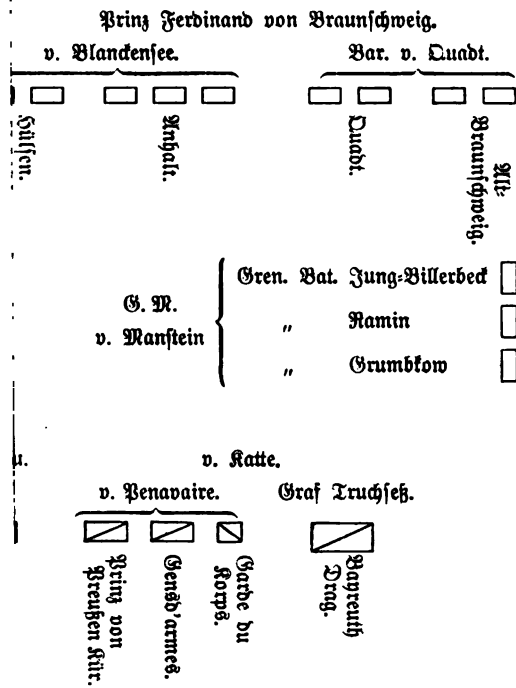 Prinz Ferdinand von Braunschweig.
v. Blanckensee. Bar. v. Quadt.
Hülsen.
Anhalt.
Quadt.
Alt-
Braunschweig.
G. M.
v. Manstein
Gren. Bat. Jung-Billerbeck
„ Ramin
„ Grumbkow
u. v. Katte.
v. Penavaire. Graf Truchseß.
Prinz von
Preußen Kür.
Gensd'armes.
Garde du
Korps.
Bayreuth
Drag.